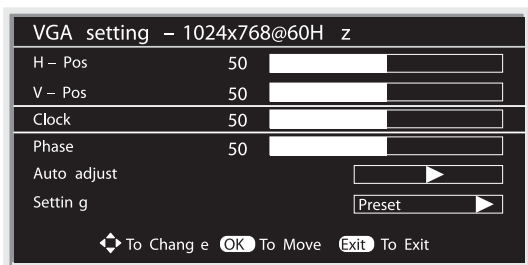 VGA setting – 1024x768@60H z
H – Pos 50
V – Pos 50
Clock 50
Phase 50
Auto adjust
Settin g Preset
To Chang e OK To Move Exit To Exit